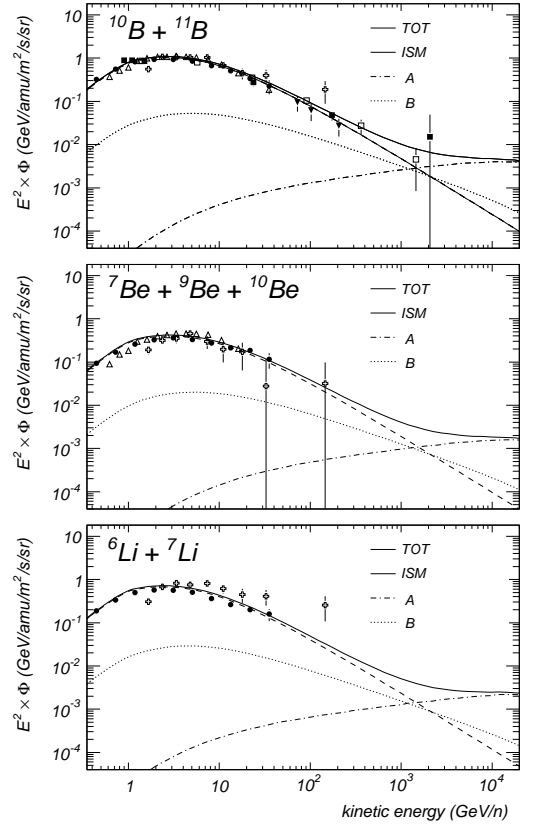 ¹⁰B + ¹¹B
TOT
ISM
A
B
E² × Φ (GeV/amu/m²/s/sr)
10
1
10⁻¹
10⁻²
10⁻³
10⁻⁴
⁷Be + ⁹Be + ¹⁰Be
TOT
ISM
A
B
E² × Φ (GeV/amu/m²/s/sr)
10
1
10⁻¹
10⁻²
10⁻³
10⁻⁴
⁶Li + ⁷Li
TOT
ISM
A
B
E² × Φ (GeV/amu/m²/s/sr)
10
1
10⁻¹
10⁻²
10⁻³
10⁻⁴
1 10 10² 10³ 10⁴
kinetic energy (GeV/n)